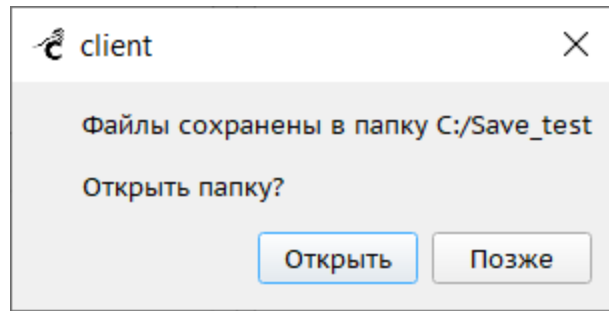 client
Файлы сохранены в папку C:/Save_test
Открыть папку?
Открыть
Позже